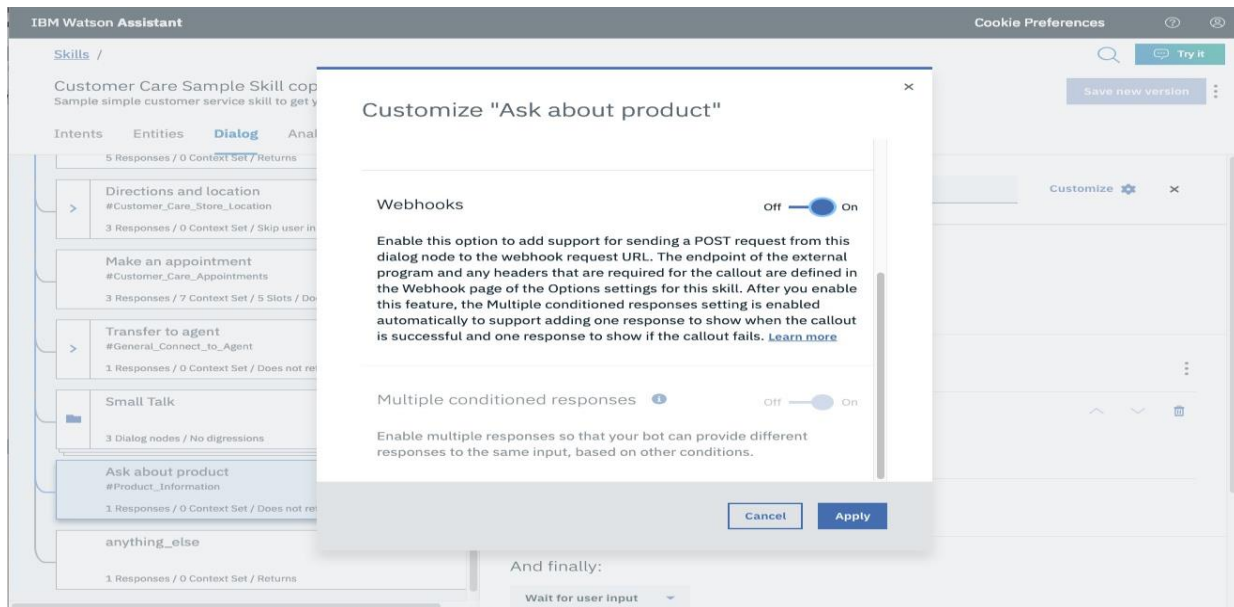 IBM Watson Assistant
Cookie Preferences
Skills /
Try it
Customer Care Sample Skill cop
Sample simple customer service skill to get y
Save new version
Intents Entities Dialog Anal
5 Responses / 0 Context Set / Returns
Directions and location
#Customer_Care_Store_Location
3 Responses / 0 Context Set / Skip user in
Make an appointment
#Customer_Care_Appointments
3 Responses / 7 Context Set / 5 Slots / Do
Transfer to agent
#General_Connect_to_Agent
1 Responses / 0 Context Set / Does not re
Small Talk
3 Dialog nodes / No digressions
Ask about product
#Product_Information
1 Responses / 0 Context Set / Does not re
anything_else
1 Responses / 0 Context Set / Returns
Customize "Ask about product"
Webhooks
Off On
Enable this option to add support for sending a POST request from this
dialog node to the webhook request URL. The endpoint of the external
program and any headers that are required for the callout are defined in
the Webhook page of the Options settings for this skill. After you enable
this feature, the Multiple conditioned responses setting is enabled
automatically to support adding one response to show when the callout
is successful and one response to show if the callout fails. Learn more
Multiple conditioned responses
Off On
Enable multiple responses so that your bot can provide different
responses to the same input, based on other conditions.
Cancel Apply
Customize
And finally:
Wait for user input